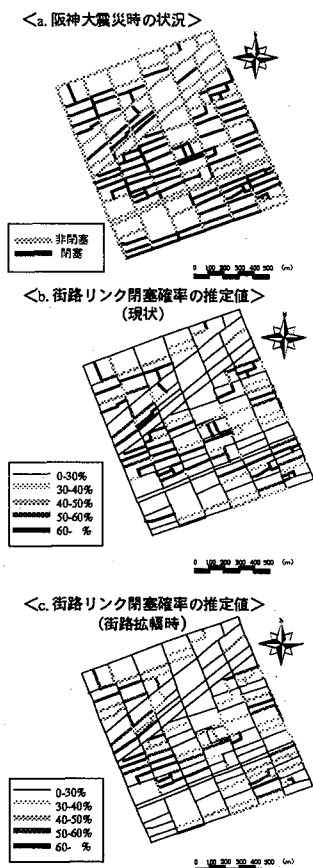 <a. 阪神大震災時の状況>
非閉塞
閉塞
0 100 200 300 400 500 (m)
<b. 街路リンク閉塞確率の推定値>
(現状)
0-30%
30-40%
40-50%
50-60%
60- %
0 100 200 300 400 500 (m)
<c. 街路リンク閉塞確率の推定値>
(街路拡幅時)
0-30%
30-40%
40-50%
50-60%
60- %
0 100 200 300 400 500 (m)